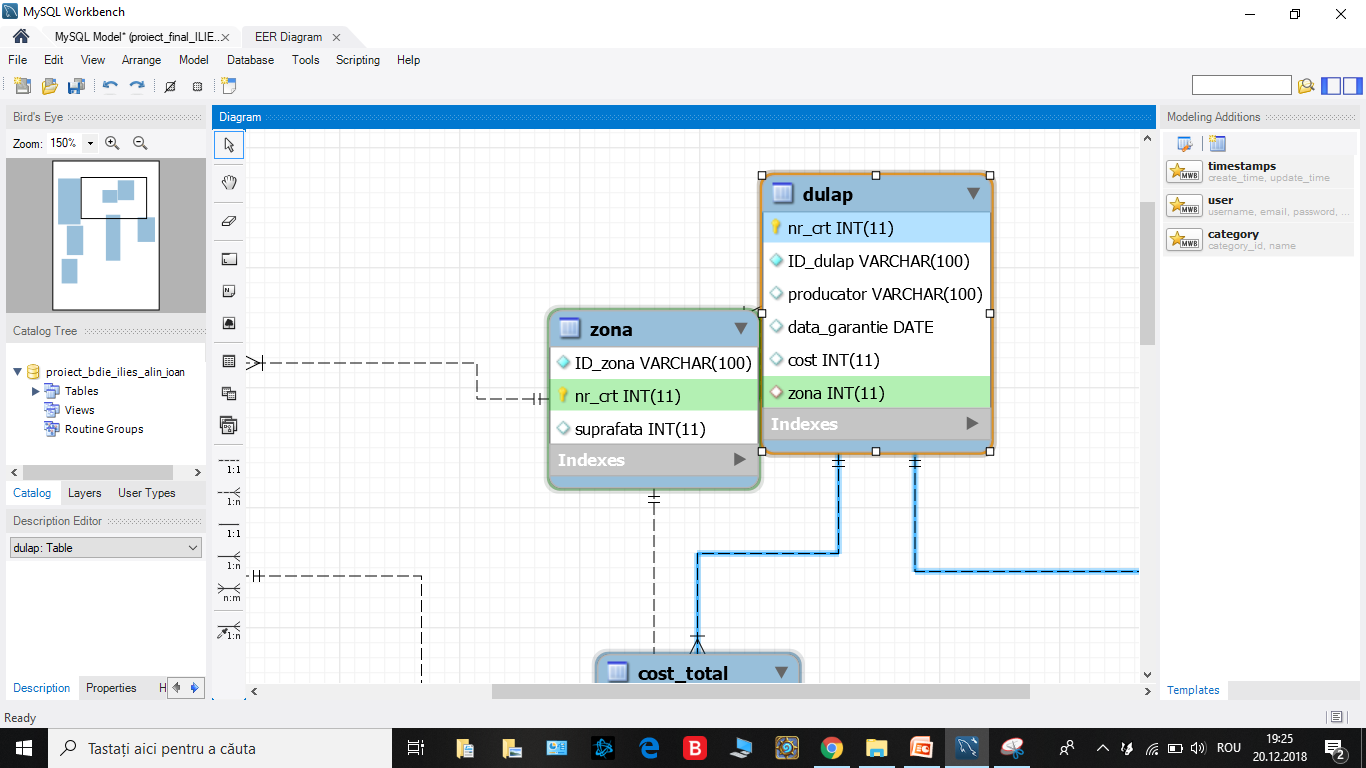 MySQL Workbench
MySQL Model* (proiect_final_ILIE... × EER Diagram ×
File Edit View Arrange Model Database Tools Scripting Help
Bird's Eye
Zoom: 150%
Catalog Tree
proiect_bdie_ilies_alin_ioan
Tables
Views
Routine Groups
Catalog Layers User Types
Description Editor
dulap: Table
Description Properties H
Diagram
1:1
1:n
1:1
1:n
n:m
1:n
dulap
nr_crt INT(11)
ID_dulap VARCHAR(100)
producator VARCHAR(100)
data_garantie DATE
cost INT(11)
zona INT(11)
Indexes
zona
ID_zona VARCHAR(100)
nr_crt INT(11)
suprafata INT(11)
Indexes
cost_total
Modeling Additions
MWB
timestamps
create_time, update_time
MWB
user
username, email, password, ...
MWB
category
category_id, name
Templates
Ready
Tastați aici pentru a căuta
B
ROU
19:25
20.12.2018
2